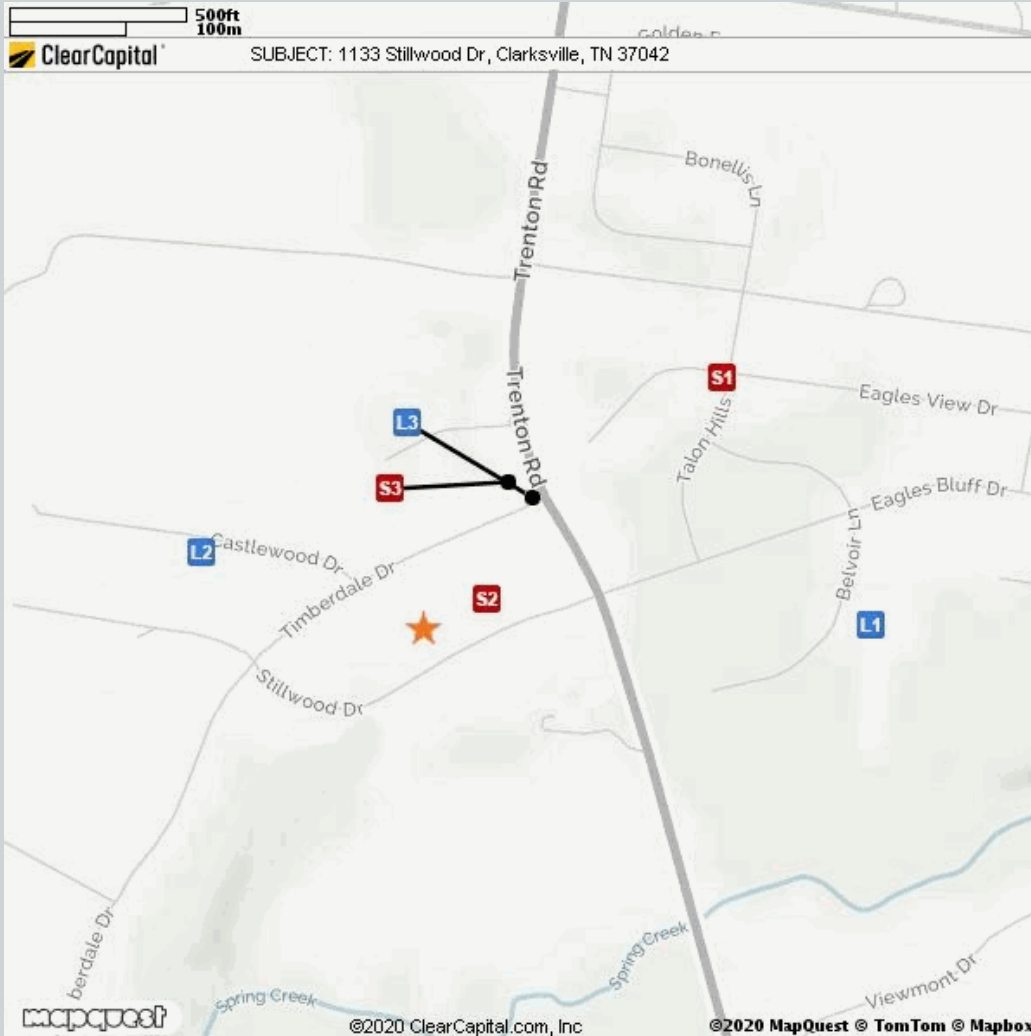 500ft
100m
ClearCapital
SUBJECT: 1133 Stillwood Dr, Clarksville, TN 37042
Bonellis Ln
Trenton Rd
S1
Eagles View Dr
Trenton Rd
L3
Talon Hills
S3
Eagles Bluff Dr
L2
Castlewood Dr
Belvoir Ln
Timberdale Dr
S2
L1
Stillwood Dr
Spring Creek
berdale Dr
Viewmont Dr
Spring Creek
mapquest
©2020 ClearCapital.com, Inc
©2020 MapQuest © TomTom © Mapbox